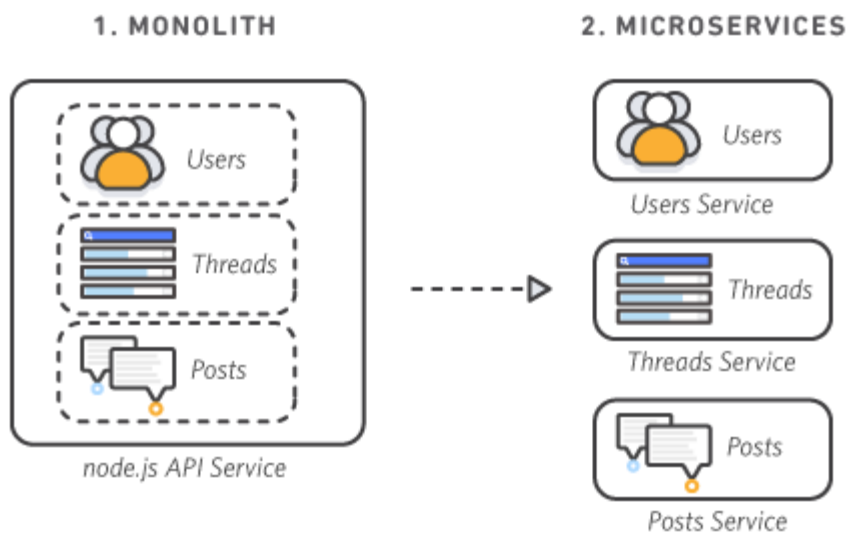 1. MONOLITH
Users
Threads
Posts
node.js API Service
2. MICROSERVICES
Users
Users Service
Threads
Threads Service
Posts
Posts Service